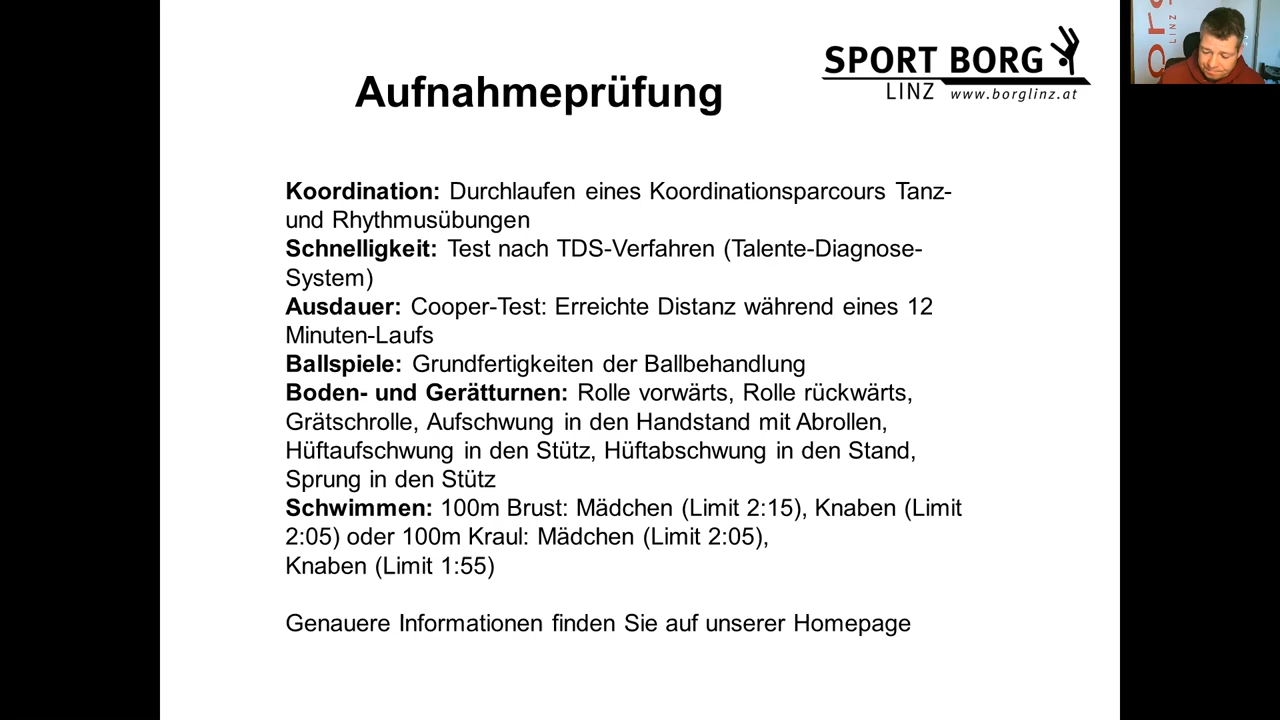 Aufnahmeprüfung
SPORT BORG
LINZ www.borglinz.at
Koordination: Durchlaufen eines Koordinationsparcours Tanz-
und Rhythmusübungen
Schnelligkeit: Test nach TDS-Verfahren (Talente-Diagnose-
System)
Ausdauer: Cooper-Test: Erreichte Distanz während eines 12
Minuten-Laufs
Ballspiele: Grundfertigkeiten der Ballbehandlung
Boden- und Gerätturnen: Rolle vorwärts, Rolle rückwärts,
Grätschrolle, Aufschwung in den Handstand mit Abrollen,
Hüftaufschwung in den Stütz, Hüftabschwung in den Stand,
Sprung in den Stütz
Schwimmen: 100m Brust: Mädchen (Limit 2:15), Knaben (Limit
2:05) oder 100m Kraul: Mädchen (Limit 2:05),
Knaben (Limit 1:55)
Genauere Informationen finden Sie auf unserer Homepage
LINZ